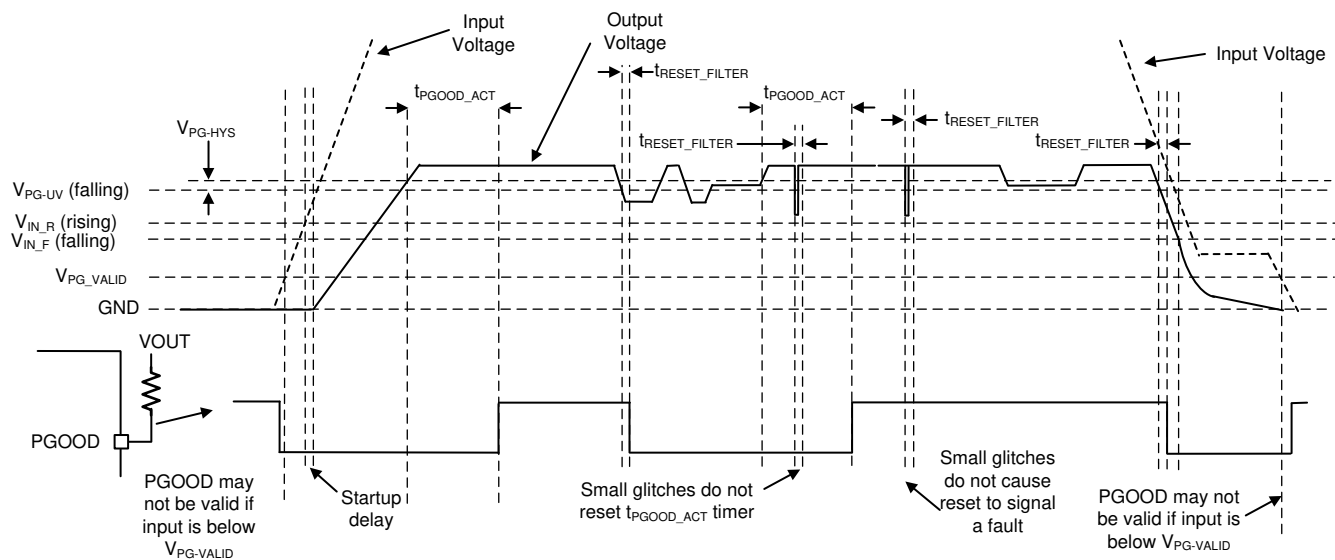 Input
Voltage
Output
Voltage
Input Voltage
tRESET_FILTER
tPGOOD_ACT
tPGOOD_ACT
tRESET_FILTER
tRESET_FILTER
tRESET_FILTER
VPG-HYS
VPG-UV (falling)
VIN_R (rising)
VIN_F (falling)
VPG_VALID
GND
VOUT
PGOOD
PGOOD may
not be valid if
input is below
VPG-VALID
Startup
delay
Small glitches do not
reset tPGOOD_ACT timer
Small glitches
do not cause
reset to signal
a fault
PGOOD may not
be valid if input is
below VPG-VALID